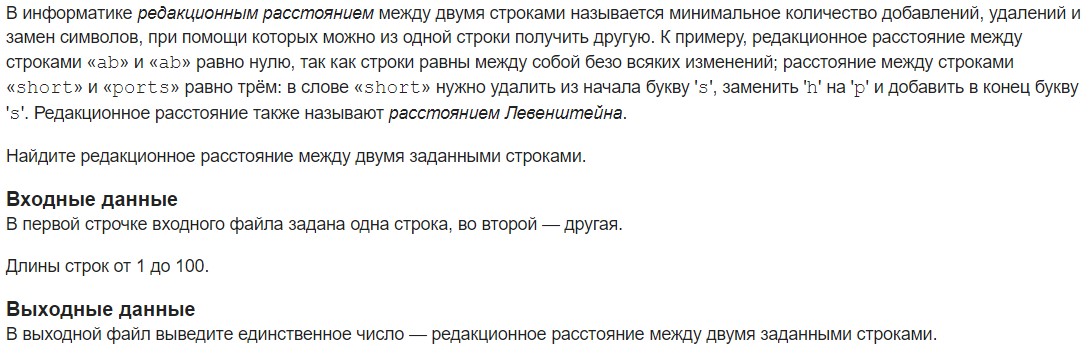 В информатике редакционным расстоянием между двумя строками называется минимальное количество добавлений, удалений и
замен символов, при помощи которых можно из одной строки получить другую. К примеру, редакционное расстояние между
строками «ab» и «ab» равно нулю, так как строки равны между собой безо всяких изменений; расстояние между строками
«short» и «ports» равно трём: в слове «short» нужно удалить из начала букву 's', заменить 'h' на 'p' и добавить в конец букву
's'. Редакционное расстояние также называют расстоянием Левенштейна.
Найдите редакционное расстояние между двумя заданными строками.
Входные данные
В первой строчке входного файла задана одна строка, во второй — другая.
Длины строк от 1 до 100.
Выходные данные
В выходной файл выведите единственное число — редакционное расстояние между двумя заданными строками.